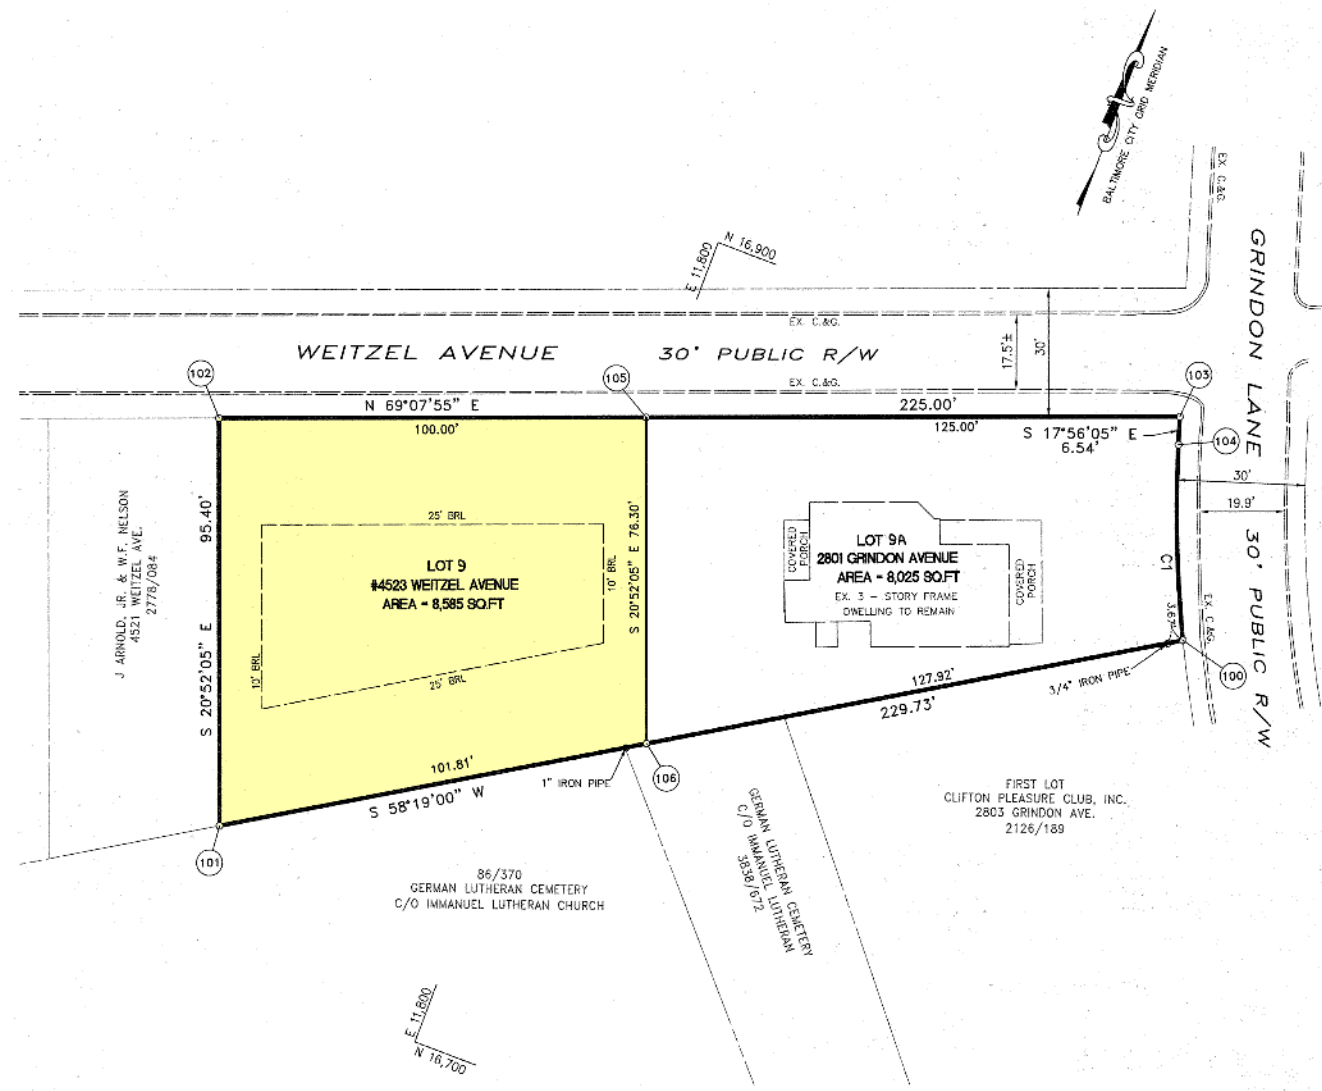 BALTIMORE CITY GRID MERIDIAN
EX. C.&G.
GRINDON LANE
30' PUBLIC R/W
N 16,900
E 11,800
EX. C.&G.
WEITZEL AVENUE
30' PUBLIC R/W
17.5'±
30'
EX. C.&G.
102
105
103
N 69°07'55" E
225.00'
100.00'
125.00'
S 17°56'05" E
6.54'
104
30'
19.9'
J ARNOLD, JR. & W.F. NELSON
4521 WEITZEL AVE.
2778/084
S 20°52'05" E
95.40'
25' BRL
LOT 9
#4523 WEITZEL AVENUE
AREA = 8,585 SQ.FT
10' BRL
10' BRL
25' BRL
S 20°52'05" E 76.30'
COVERED
PORCH
LOT 9A
2801 GRINDON AVENUE
AREA = 8,025 SQ.FT
EX. 3 - STORY FRAME
DWELLING TO REMAIN
COVERED
PORCH
C1
3.67'
EX. C.&G.
100
3/4" IRON PIPE
127.92'
229.73'
101.81'
S 58°19'00" W
1" IRON PIPE
106
101
86/370
GERMAN LUTHERAN CEMETERY
C/O IMMANUEL LUTHERAN CHURCH
GERMAN LUTHERAN CEMETERY
C/O IMMANUEL LUTHERAN
3838/672
FIRST LOT
CLIFTON PLEASURE CLUB, INC.
2803 GRINDON AVE.
2126/189
E 11,800
N 16,700